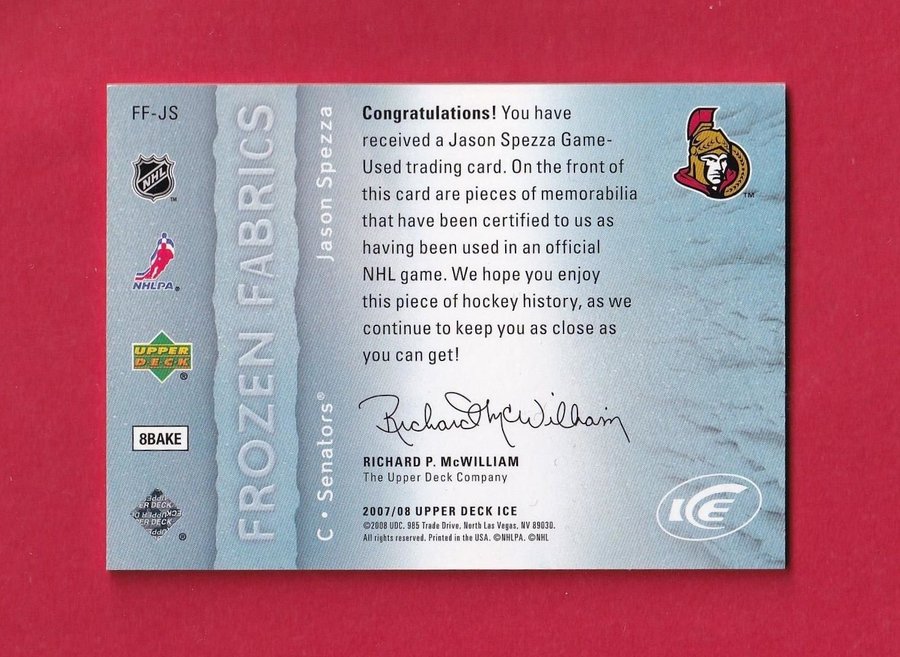 FF-JS
NHL
™
NHLPA®
UPPER
DECK
®
8BAKE
UPPER
ER DECK
®
FROZEN FABRICS
C • Senators® Jason Spezza
Congratulations! You have
received a Jason Spezza Game-
Used trading card. On the front of
this card are pieces of memorabilia
that have been certified to us as
having been used in an official
NHL game. We hope you enjoy
this piece of hockey history, as we
continue to keep you as close as
you can get!
Richard McWilliam
RICHARD P. McWILLIAM
The Upper Deck Company
2007/08 UPPER DECK ICE
©2008 UDC. 985 Trade Drive, North Las Vegas, NV 89030.
All rights reserved. Printed in the USA. ©NHLPA. ©NHL
™
ICE